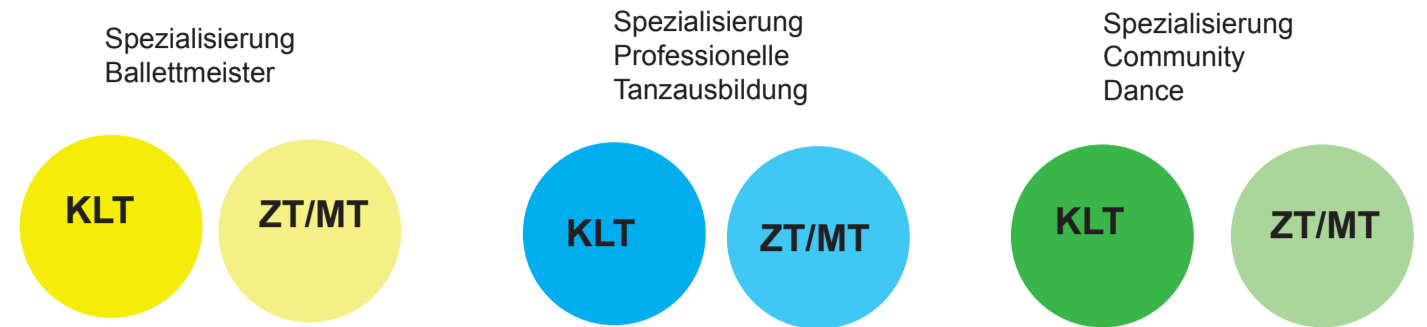 Spezialisierung
Ballettmeister
Spezialisierung
Professionelle
Tanzausbildung
Spezialisierung
Community
Dance
KLT
ZT/MT
KLT
ZT/MT
KLT
ZT/MT